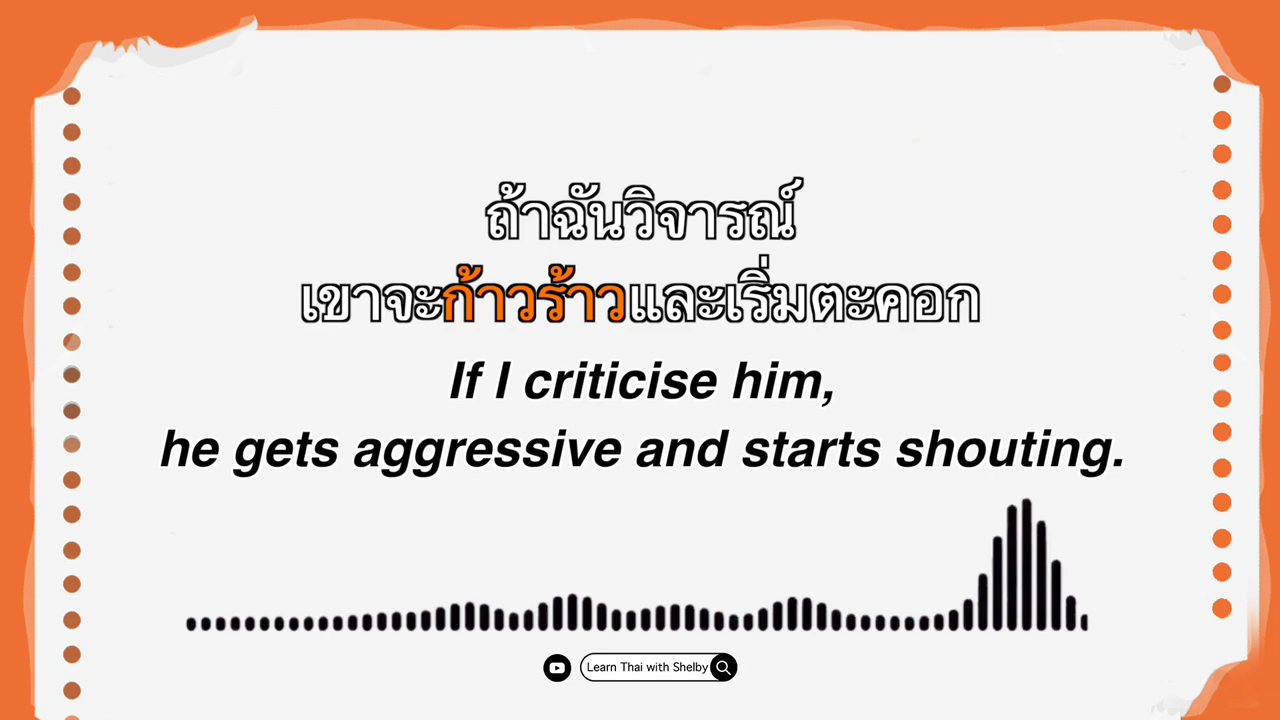 ถ้าฉันวิจารณ์
เขาจะก้าวร้าวและเริ่มตะคอก
If I criticise him,
he gets aggressive and starts shouting.
Learn Thai with Shelby